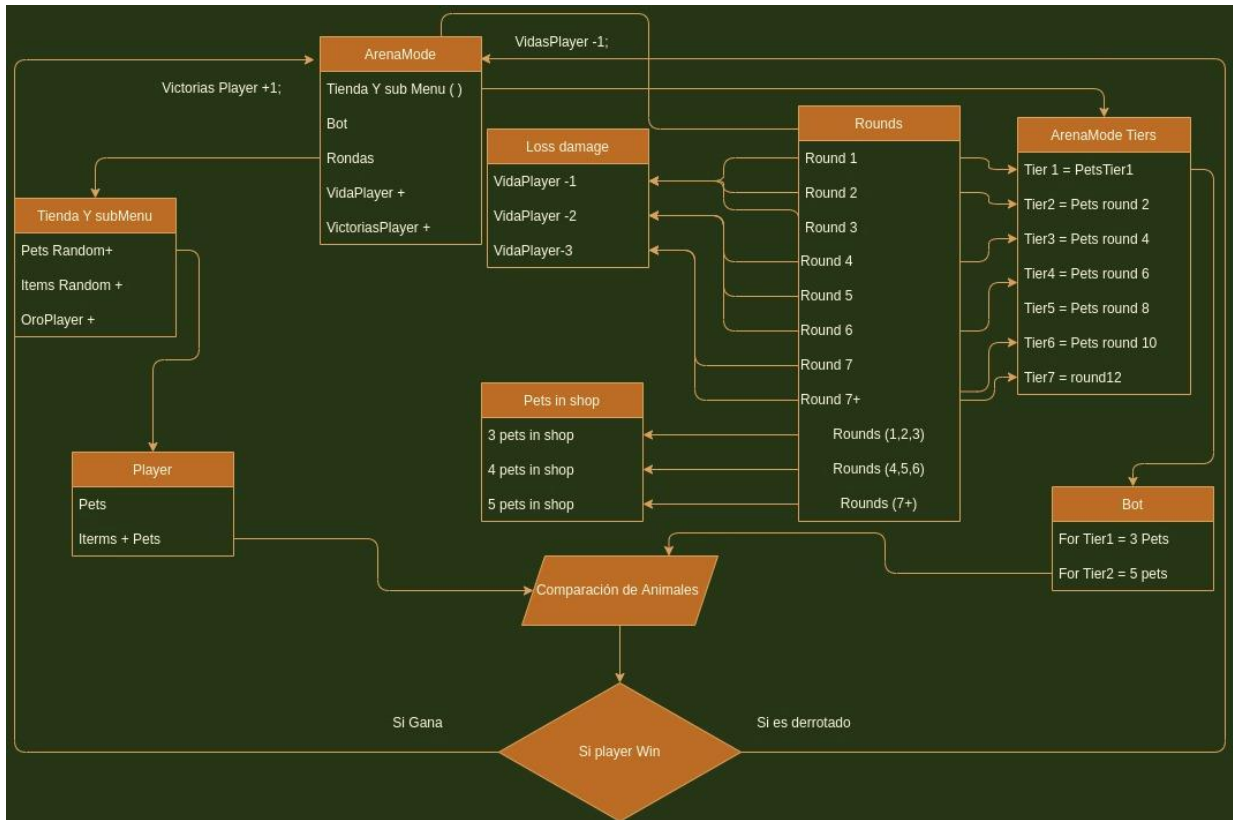 VidasPlayer -1;
Victorias Player +1;
ArenaMode
Tienda Y sub Menu ( )
Bot
Rondas
VidaPlayer +
VictoriasPlayer +
Loss damage
VidaPlayer -1
VidaPlayer -2
VidaPlayer-3
Rounds
Round 1
Round 2
Round 3
Round 4
Round 5
Round 6
Round 7
Round 7+
Rounds (1,2,3)
Rounds (4,5,6)
Rounds (7+)
ArenaMode Tiers
Tier 1 = PetsTier1
Tier2 = Pets round 2
Tier3 = Pets round 4
Tier4 = Pets round 6
Tier5 = Pets round 8
Tier6 = Pets round 10
Tier7 = round12
Tienda Y subMenu
Pets Random+
Items Random +
OroPlayer +
Pets in shop
3 pets in shop
4 pets in shop
5 pets in shop
Player
Pets
Iterms + Pets
Bot
For Tier1 = 3 Pets
For Tier2 = 5 pets
Comparación de Animales
Si Gana
Si es derrotado
Si player Win